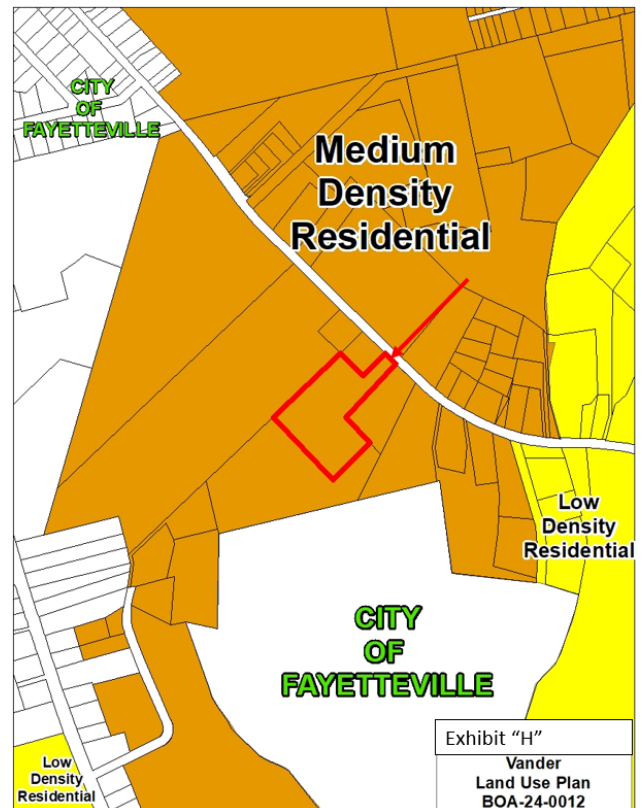 CITY
OF
FAYETTEVILLE
Medium
Density
Residential
Low
Density
Residential
CITY
OF
FAYETTEVILLE
Low
Density
Residential
Exhibit “H”
Vander
Land Use Plan
BOA-24-0012